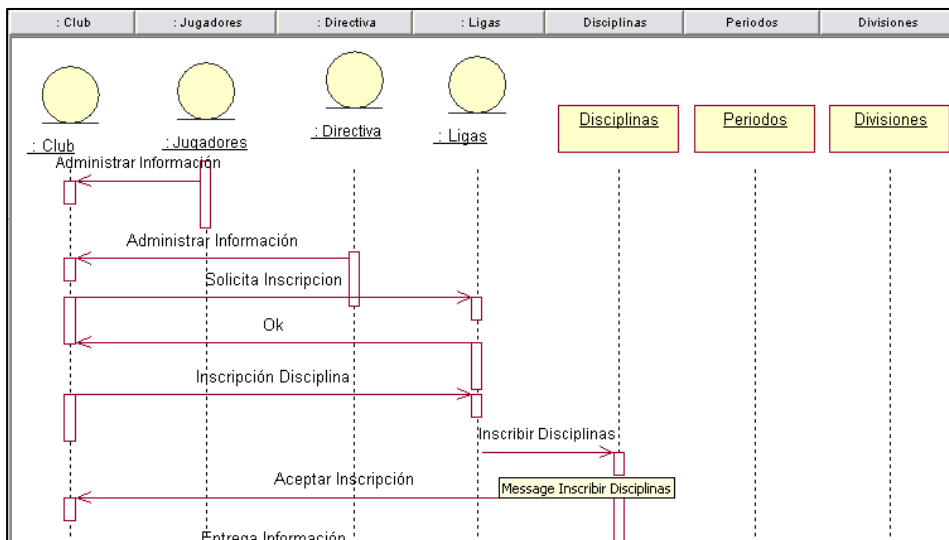 : Club
: Jugadores
: Directiva
: Ligas
Disciplinas
Periodos
Divisiones
: Club
: Jugadores
: Directiva
: Ligas
Disciplinas
Periodos
Divisiones
Administrar Información
Administrar Información
Solicita Inscripcion
Ok
Inscripción Disciplina
Inscribir Disciplinas
Aceptar Inscripción
Message Inscribir Disciplinas
Entrega Información